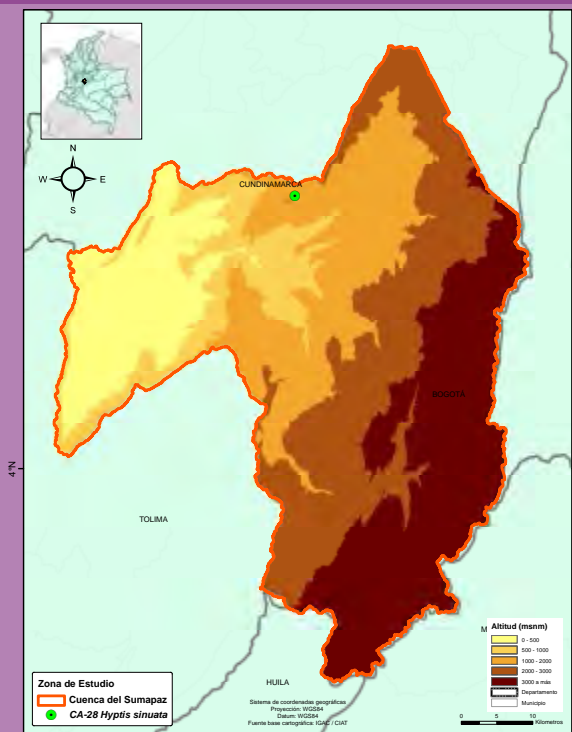 N
W E
S
CUNDINAMARCA
BOGOTA
4°N
TOLIMA
M
HUILA
Zona de Estudio
Cuenca del Sumapaz
CA-28 Hyptis sinuata
Sistema de coordenadas geográficas
Proyección: WGS84
Datum: WGS84
Fuente base cartográfica: IGAC / CIAT
Altitud (msnm)
0 - 500
500 - 1000
1000 - 2000
2000 - 3000
3000 a más
Departamento
Municipio
0 5 10
Kilometros